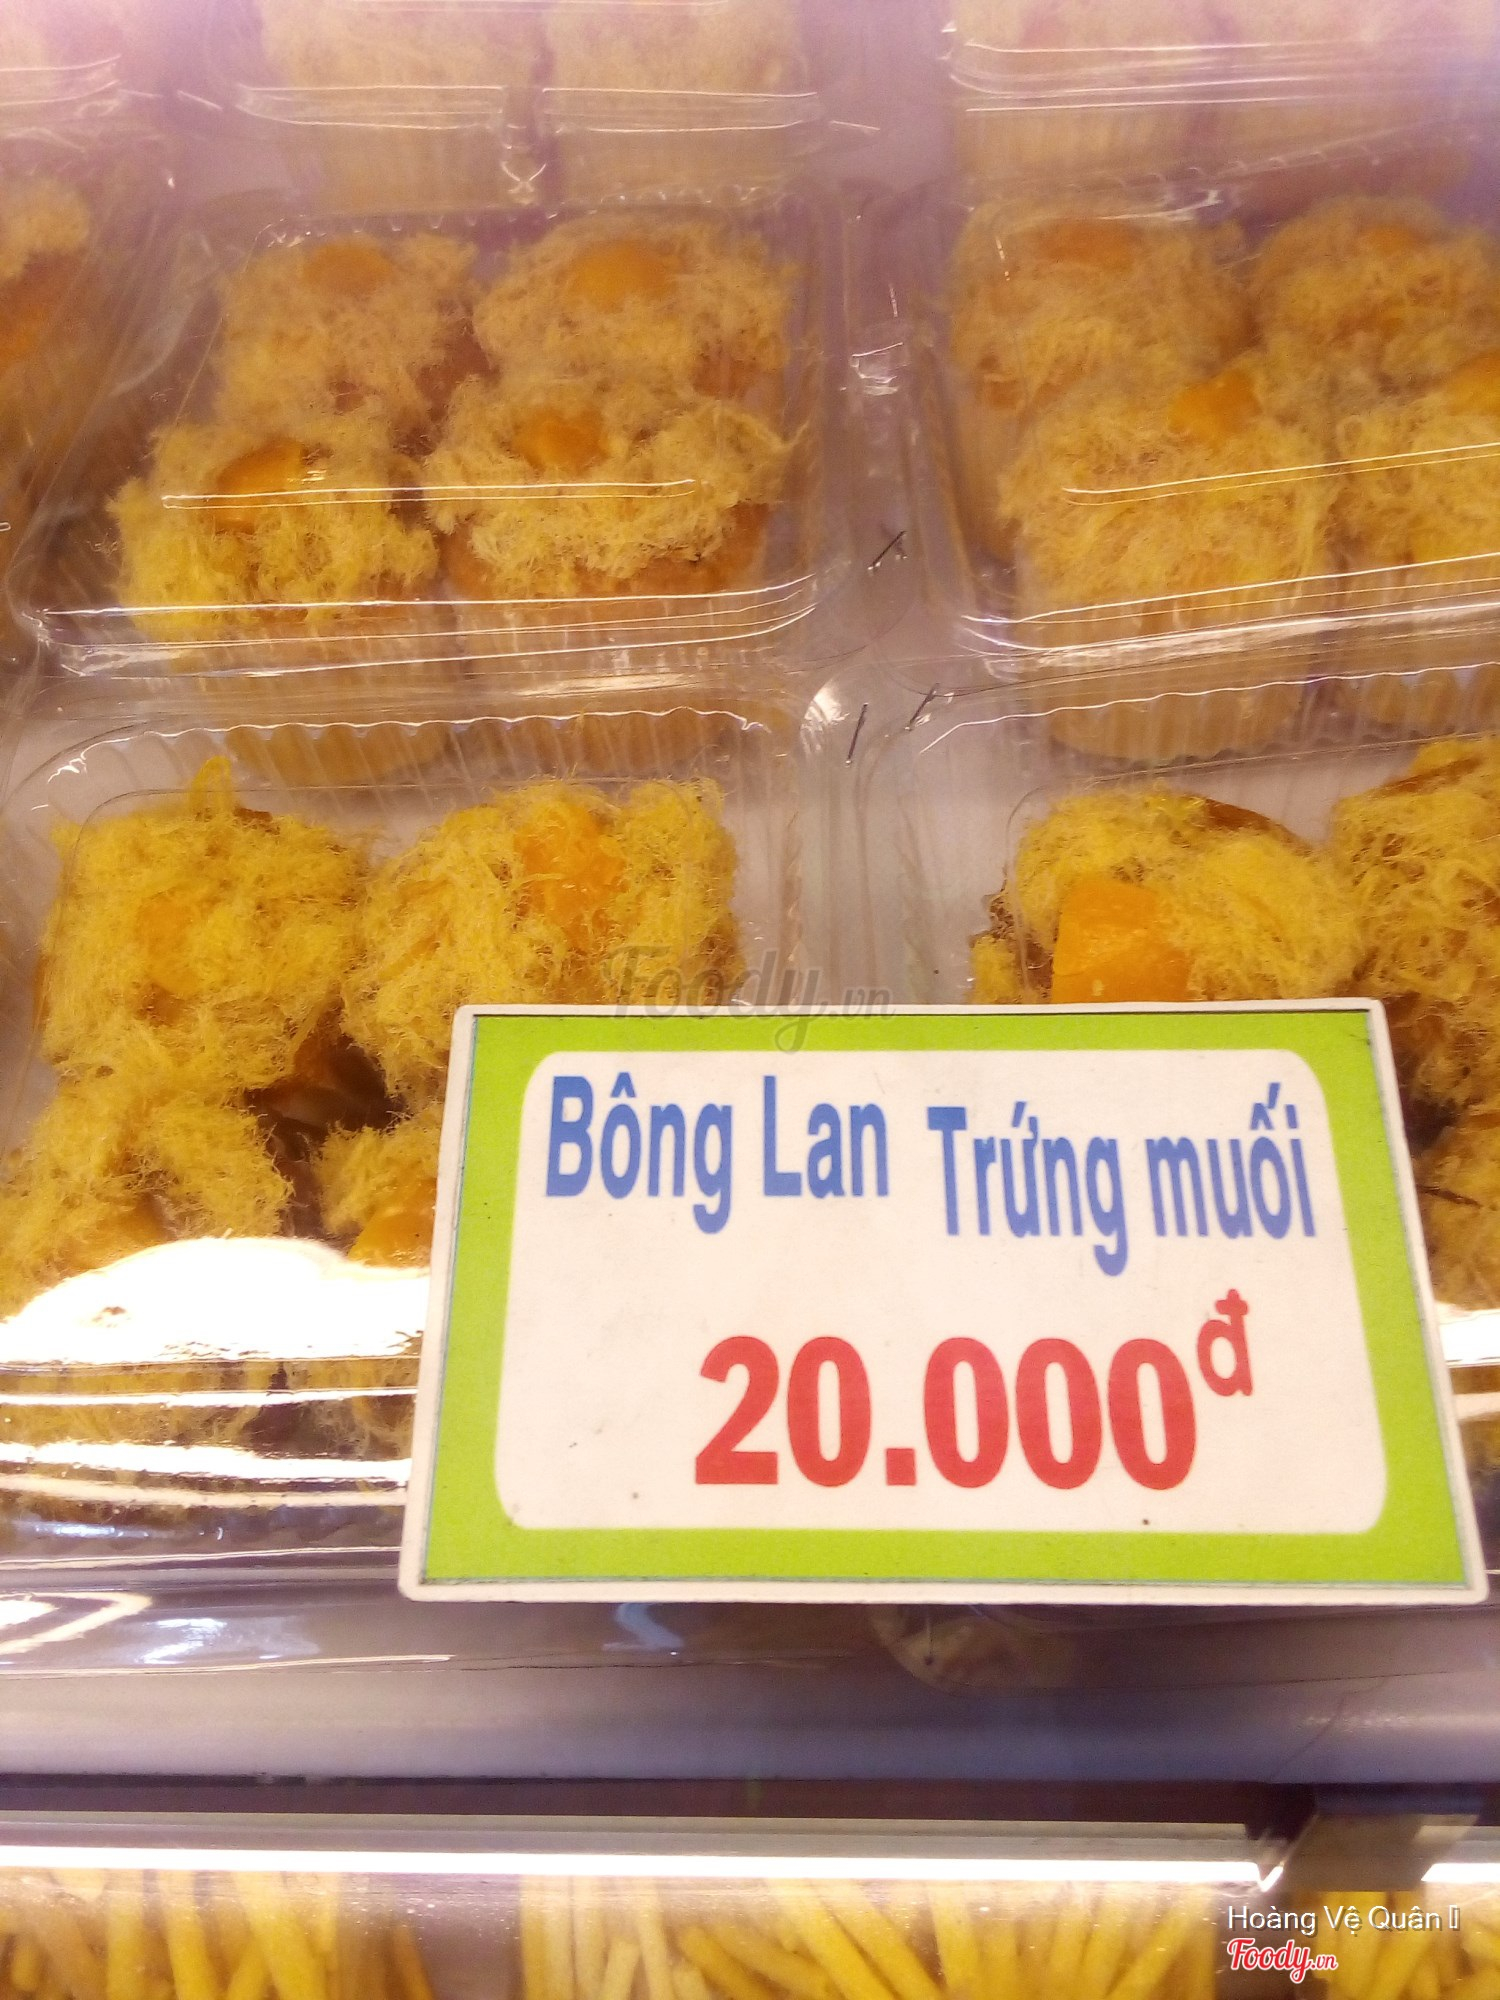 Foody.vn
Bông Lan Trứng muối
20.000đ
Hoàng Vệ Quân
Foody.vn